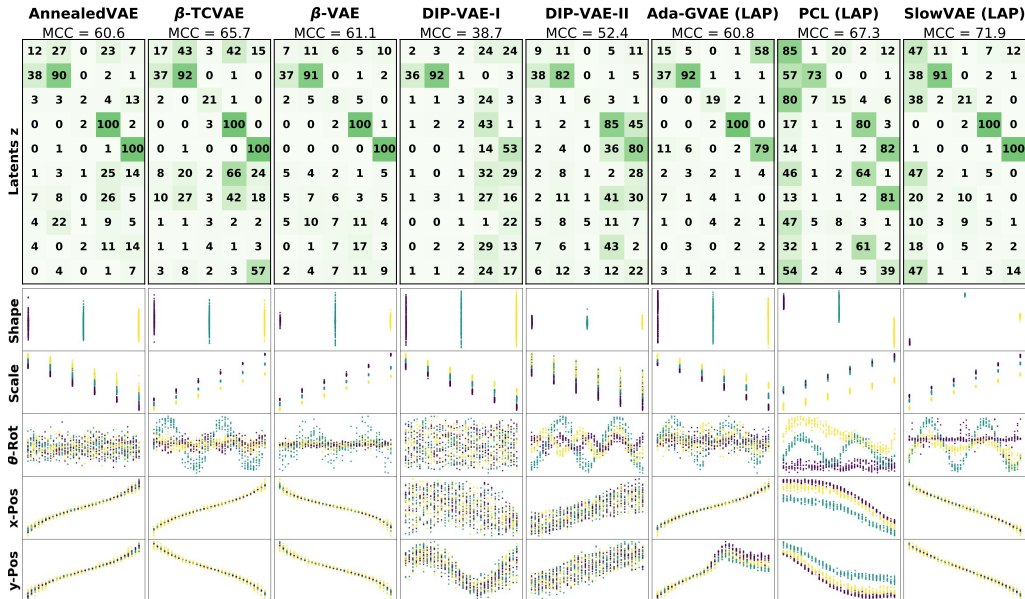 AnnealedVAE β-TCVAE β-VAE DIP-VAE-I DIP-VAE-II Ada-GVAE (LAP) PCL (LAP) SlowVAE (LAP)
MCC = 60.6 MCC = 65.7 MCC = 61.1 MCC = 38.7 MCC = 52.4 MCC = 60.8 MCC = 67.3 MCC = 71.9
Latents z
12 27 0 23 7 17 43 3 42 15 7 11 6 5 9 2 3 2 24 24 9 11 0 5 11 15 5 0 1 58 85 1 20 2 12 47 11 1 7 12
38 90 0 2 1 37 92 0 1 0 37 91 0 2 0 36 92 1 0 3 38 82 0 1 0 37 92 1 1 1 57 73 0 0 1 38 91 0 2 1
3 3 2 4 13 2 0 21 1 0 2 5 8 5 0 1 1 3 24 3 3 1 6 3 1 0 0 19 1 1 80 7 15 4 6 38 2 21 0 0
0 0 2 100 2 0 0 3 100 0 0 0 1 100 1 1 2 2 43 1 1 2 11 85 45 1 0 2 100 0 17 1 1 80 3 0 0 2 100 0
0 1 0 1 100 0 1 0 0 100 0 1 0 0 100 0 1 0 14 53 2 4 0 36 80 11 6 0 2 79 14 1 1 2 82 0 1 0 1 100
1 3 1 25 14 8 20 2 66 24 5 4 2 1 5 0 1 1 32 29 2 8 1 2 28 2 1 0 1 1 46 1 2 64 1 47 5 0 2 1
7 8 0 26 5 10 27 3 42 18 5 7 6 3 5 1 3 1 27 16 2 11 1 41 30 1 1 0 2 2 13 1 1 2 81 20 2 10 0 1
4 22 1 9 5 1 1 3 2 2 5 10 7 11 4 0 0 1 1 22 5 8 5 11 7 0 3 0 1 2 47 5 8 1 3 10 3 9 5 1
4 0 2 11 14 1 1 4 1 3 0 1 7 17 3 0 2 2 29 13 7 6 1 43 2 4 0 0 2 2 32 1 2 61 2 18 0 5 2 2
0 4 0 1 7 3 8 2 3 57 2 4 7 11 9 1 1 2 24 17 6 12 3 12 22 0 1 2 1 1 54 2 4 5 39 47 1 1 5 14
Shape
Scale
θ-Rot
x-Pos
y-Pos